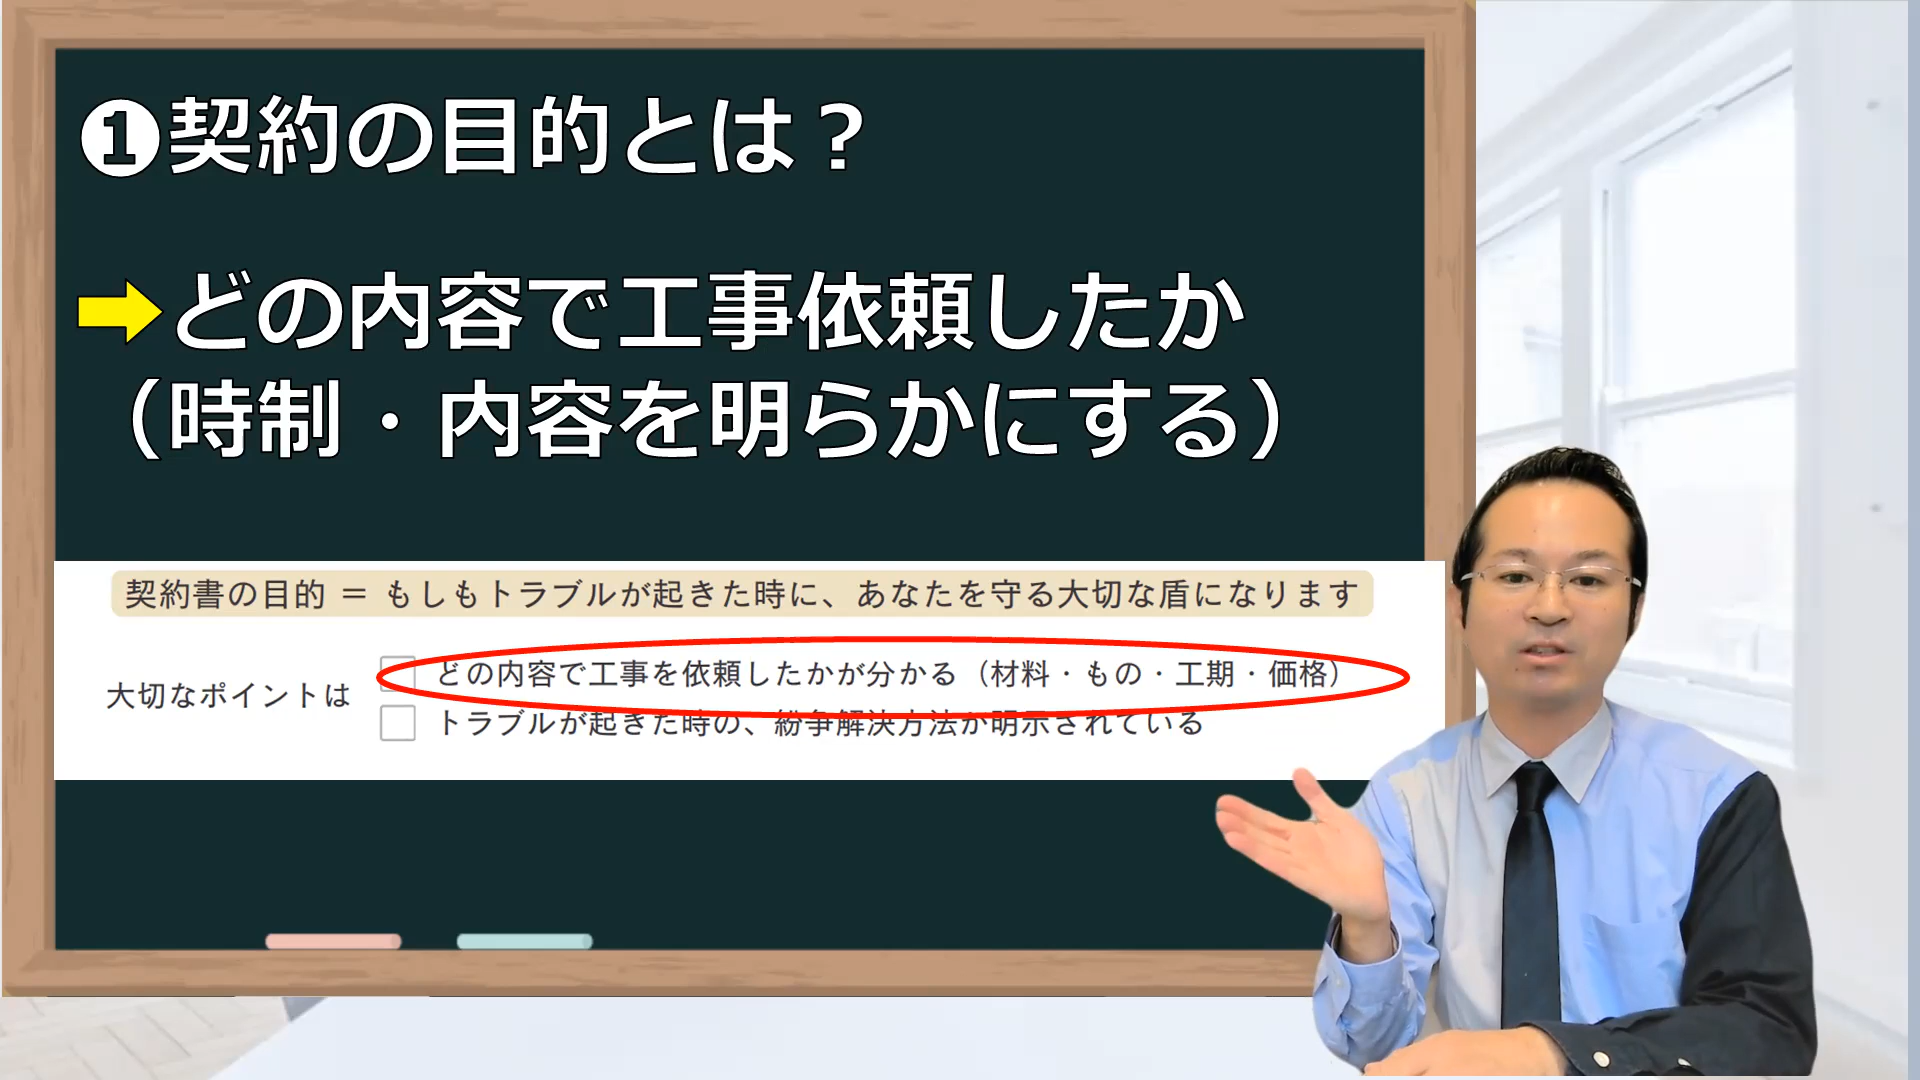 ❶契約の目的とは？
どの内容で工事依頼したか
（時制・内容を明らかにする）
契約書の目的 ＝ もしもトラブルが起きた時に、あなたを守る大切な盾になります
大切なポイントは
どの内容で工事を依頼したかが分かる（材料・もの・工期・価格）
トラブルが起きた時の、紛争解決方法が明示されている